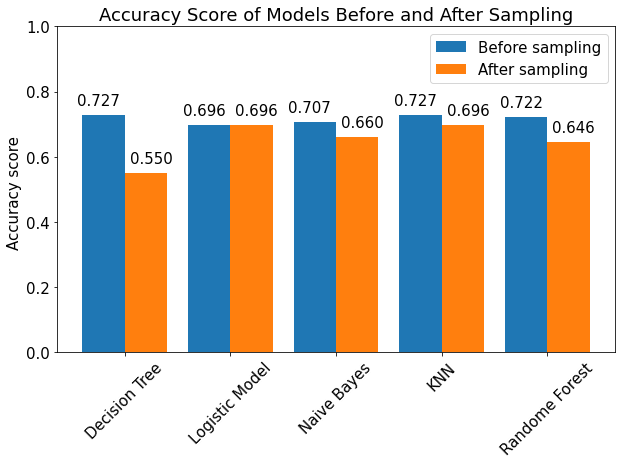 Accuracy Score of Models Before and After Sampling
1.0
0.8
0.6
0.4
0.2
0.0
Accuracy score
Before sampling
After sampling
0.727
0.550
0.696
0.696
0.707
0.660
0.727
0.696
0.722
0.646
Decision Tree
Logistic Model
Naive Bayes
KNN
Randome Forest